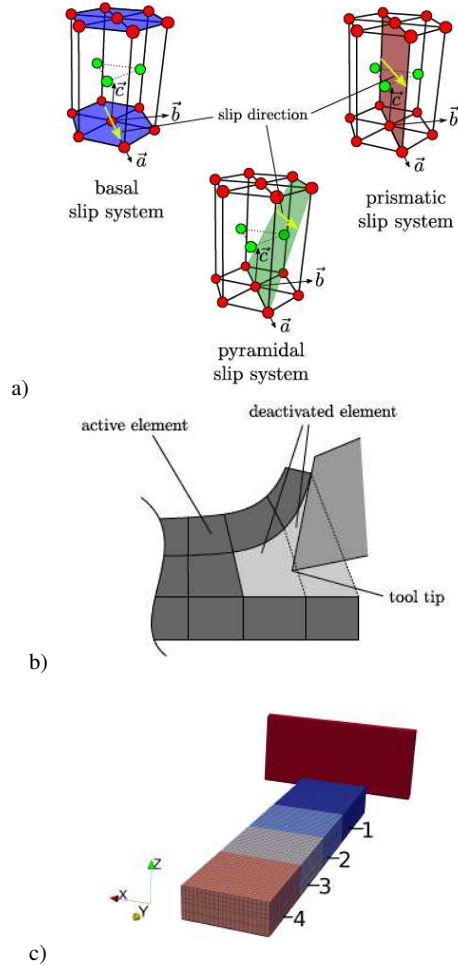 c⃗
b⃗
a⃗
basal
slip system
slip direction
c⃗
b⃗
a⃗
prismatic
slip system
c⃗
b⃗
a⃗
pyramidal
slip system
a)
active element
deactivated element
tool tip
b)
1
2
3
4
Z
X
Y
c)